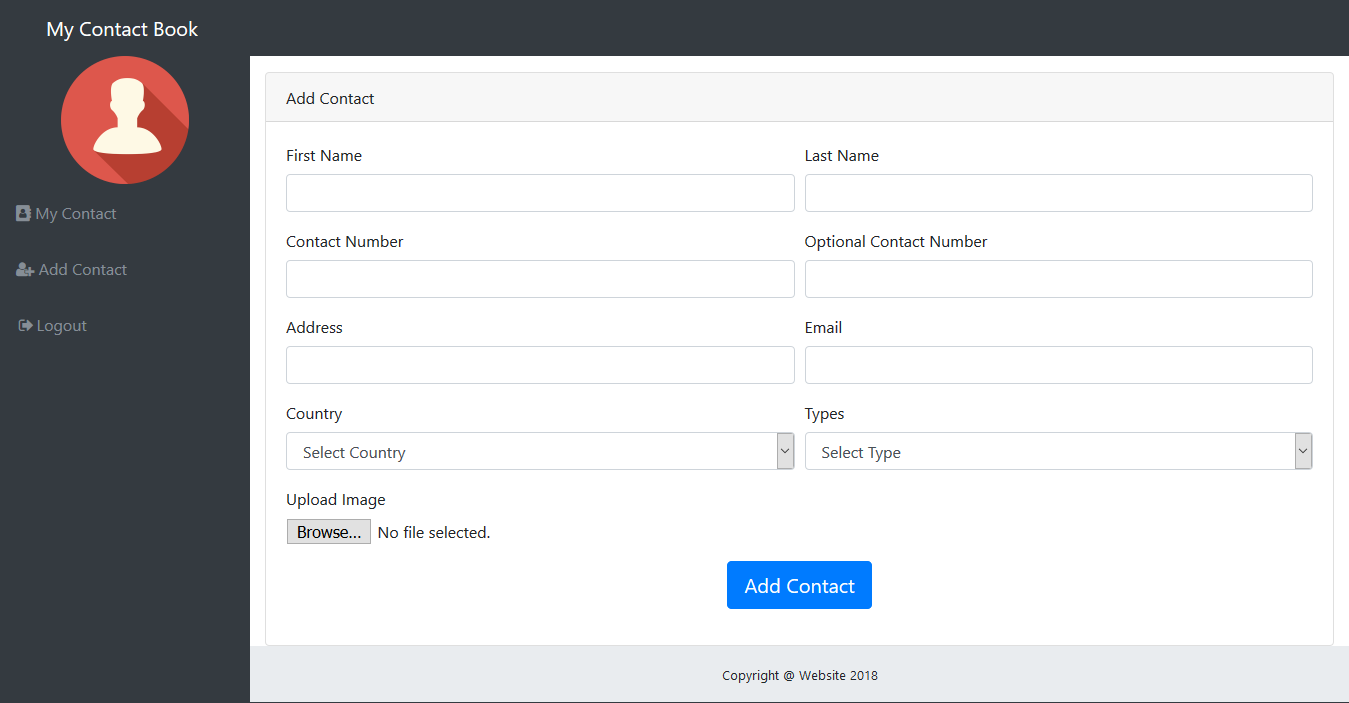 My Contact Book
My Contact
Add Contact
Logout
Add Contact
First Name
Last Name
Contact Number
Optional Contact Number
Address
Email
Country
Types
Select Country
Select Type
Upload Image
Browse... No file selected.
Add Contact
Copyright @ Website 2018